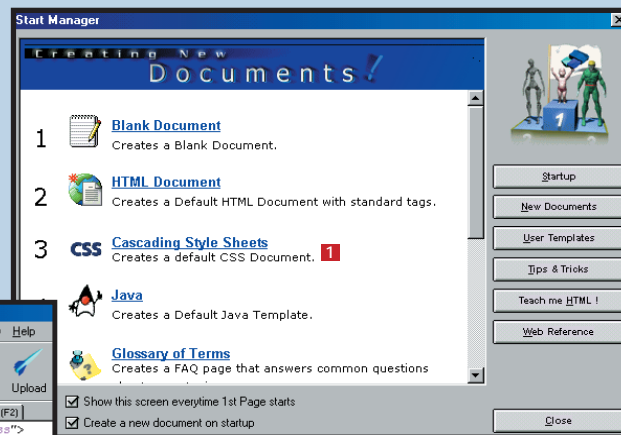 Start Manager
Creating New
Documents!
1 Blank Document
Creates a Blank Document.
2 HTML Document
Creates a Default HTML Document with standard tags.
3 CSS Cascading Style Sheets
Creates a default CSS Document. 1
Java
Creates a Default Java Template.
Glossary of Terms
Creates a FAQ page that answers common questions
Show this screen everytime 1st Page starts
Create a new document on startup
1
Startup
New Documents
User Templates
Tips & Tricks
Teach me HTML !
Web Reference
Close
Help
Upload
(F2)
">